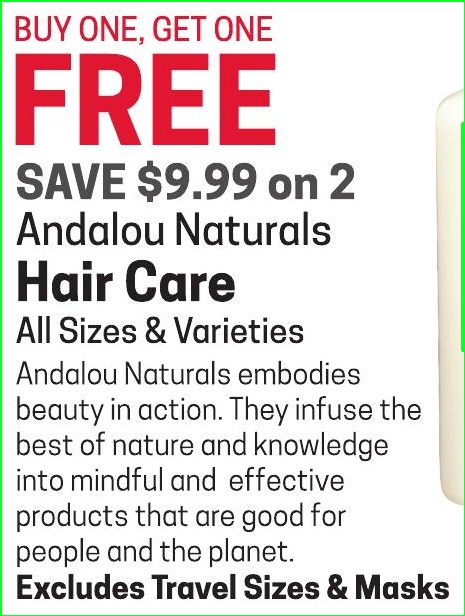 BUY ONE, GET ONE
FREE
SAVE $9.99 on 2
Andalou Naturals
Hair Care
All Sizes & Varieties
Andalou Naturals embodies
beauty in action. They infuse the
best of nature and knowledge
into mindful and effective
products that are good for
people and the planet.
Excludes Travel Sizes & Masks